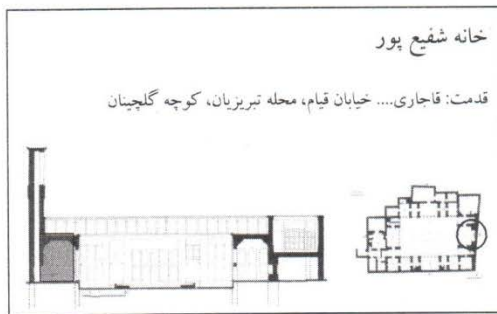 خانه شفیع پور
قدمت: قاجاری.... خیابان قیام، محله تبریزیان، کوچه گلچینان